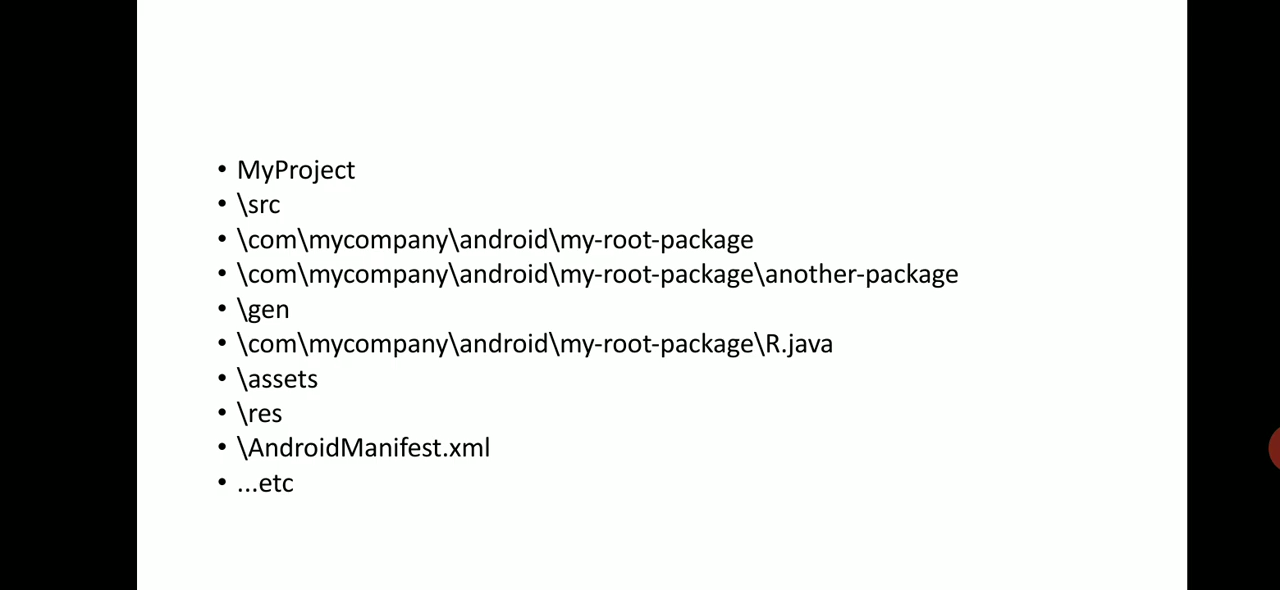 • MyProject
• \src
• \com\mycompany\android\my-root-package
• \com\mycompany\android\my-root-package\another-package
• \gen
• \com\mycompany\android\my-root-package\R.java
• \assets
• \res
• \AndroidManifest.xml
• ...etc